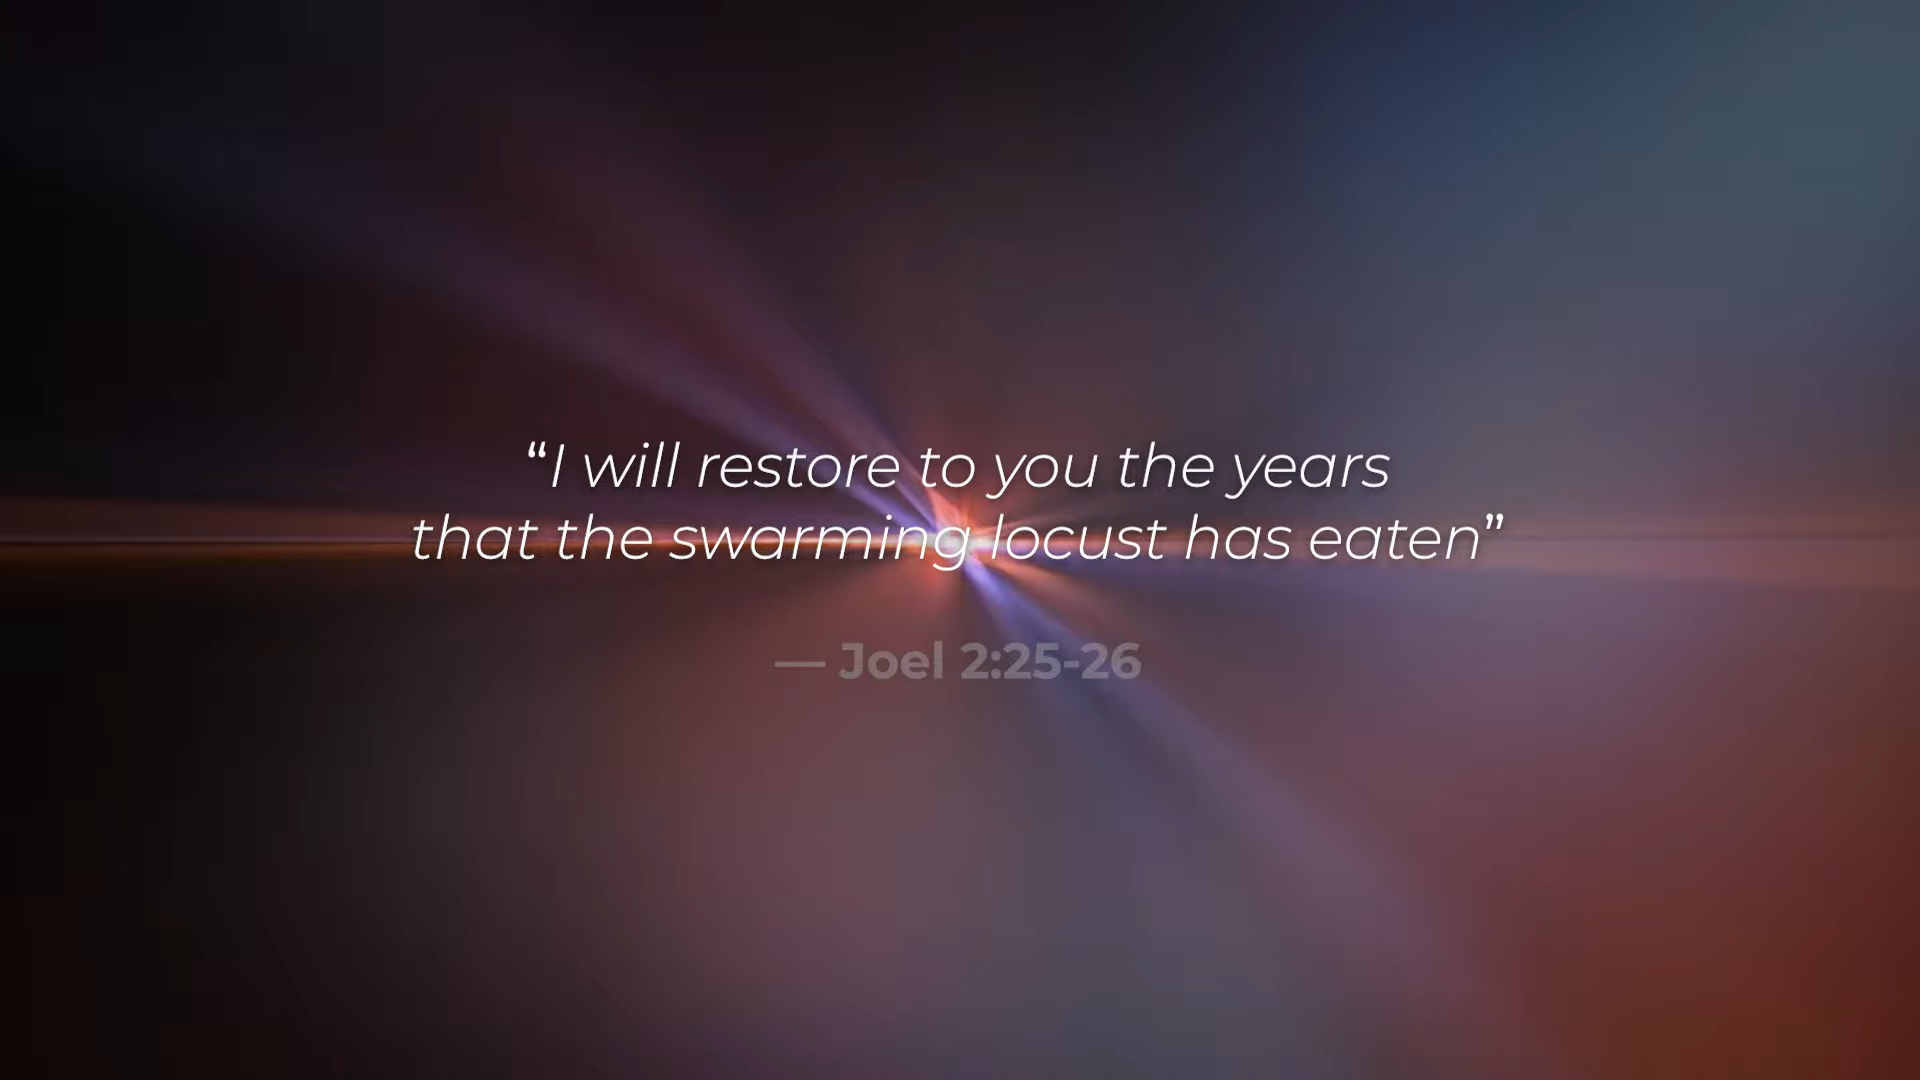 “I will restore to you the years
that the swarming locust has eaten”
— Joel 2:25-26